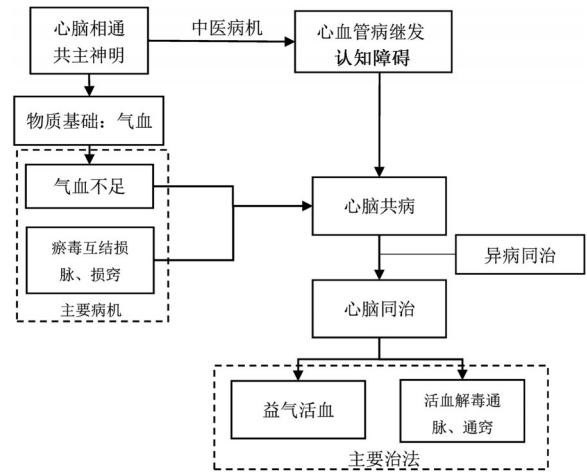 心脑相通
共主神明
中医病机
心血管病继发
认知障碍
物质基础：气血
气血不足
瘀毒互结损
脉、损窍
主要病机
心脑共病
异病同治
心脑同治
益气活血
活血解毒通
脉、通窍
主要治法